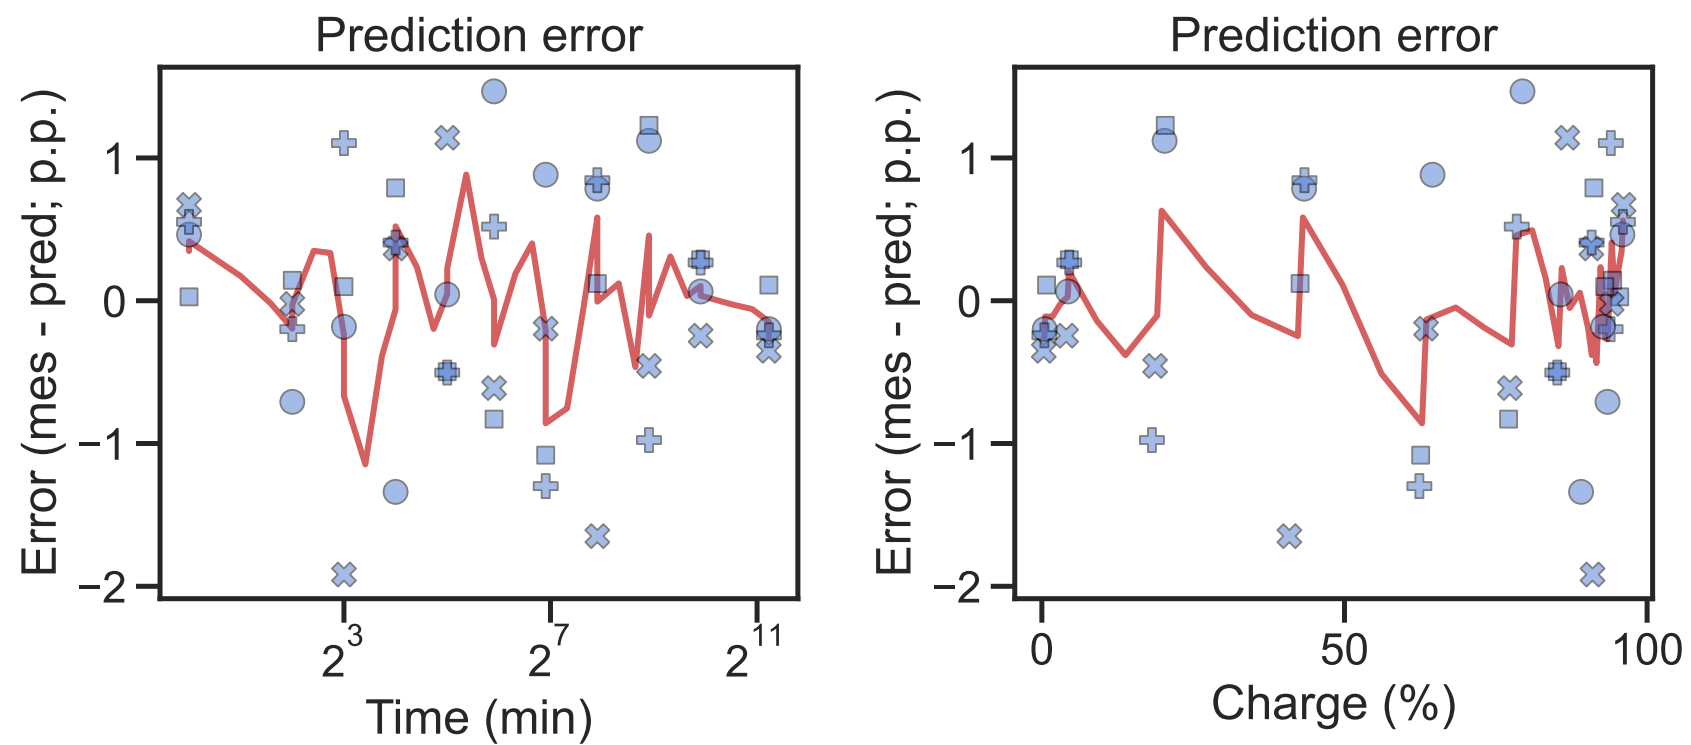 Prediction error
Error (mes - pred; p.p.)
1
0
−1
−2
2^3
2^7
2^11
Time (min)
Prediction error
Error (mes - pred; p.p.)
1
0
−1
−2
0
50
100
Charge (%)